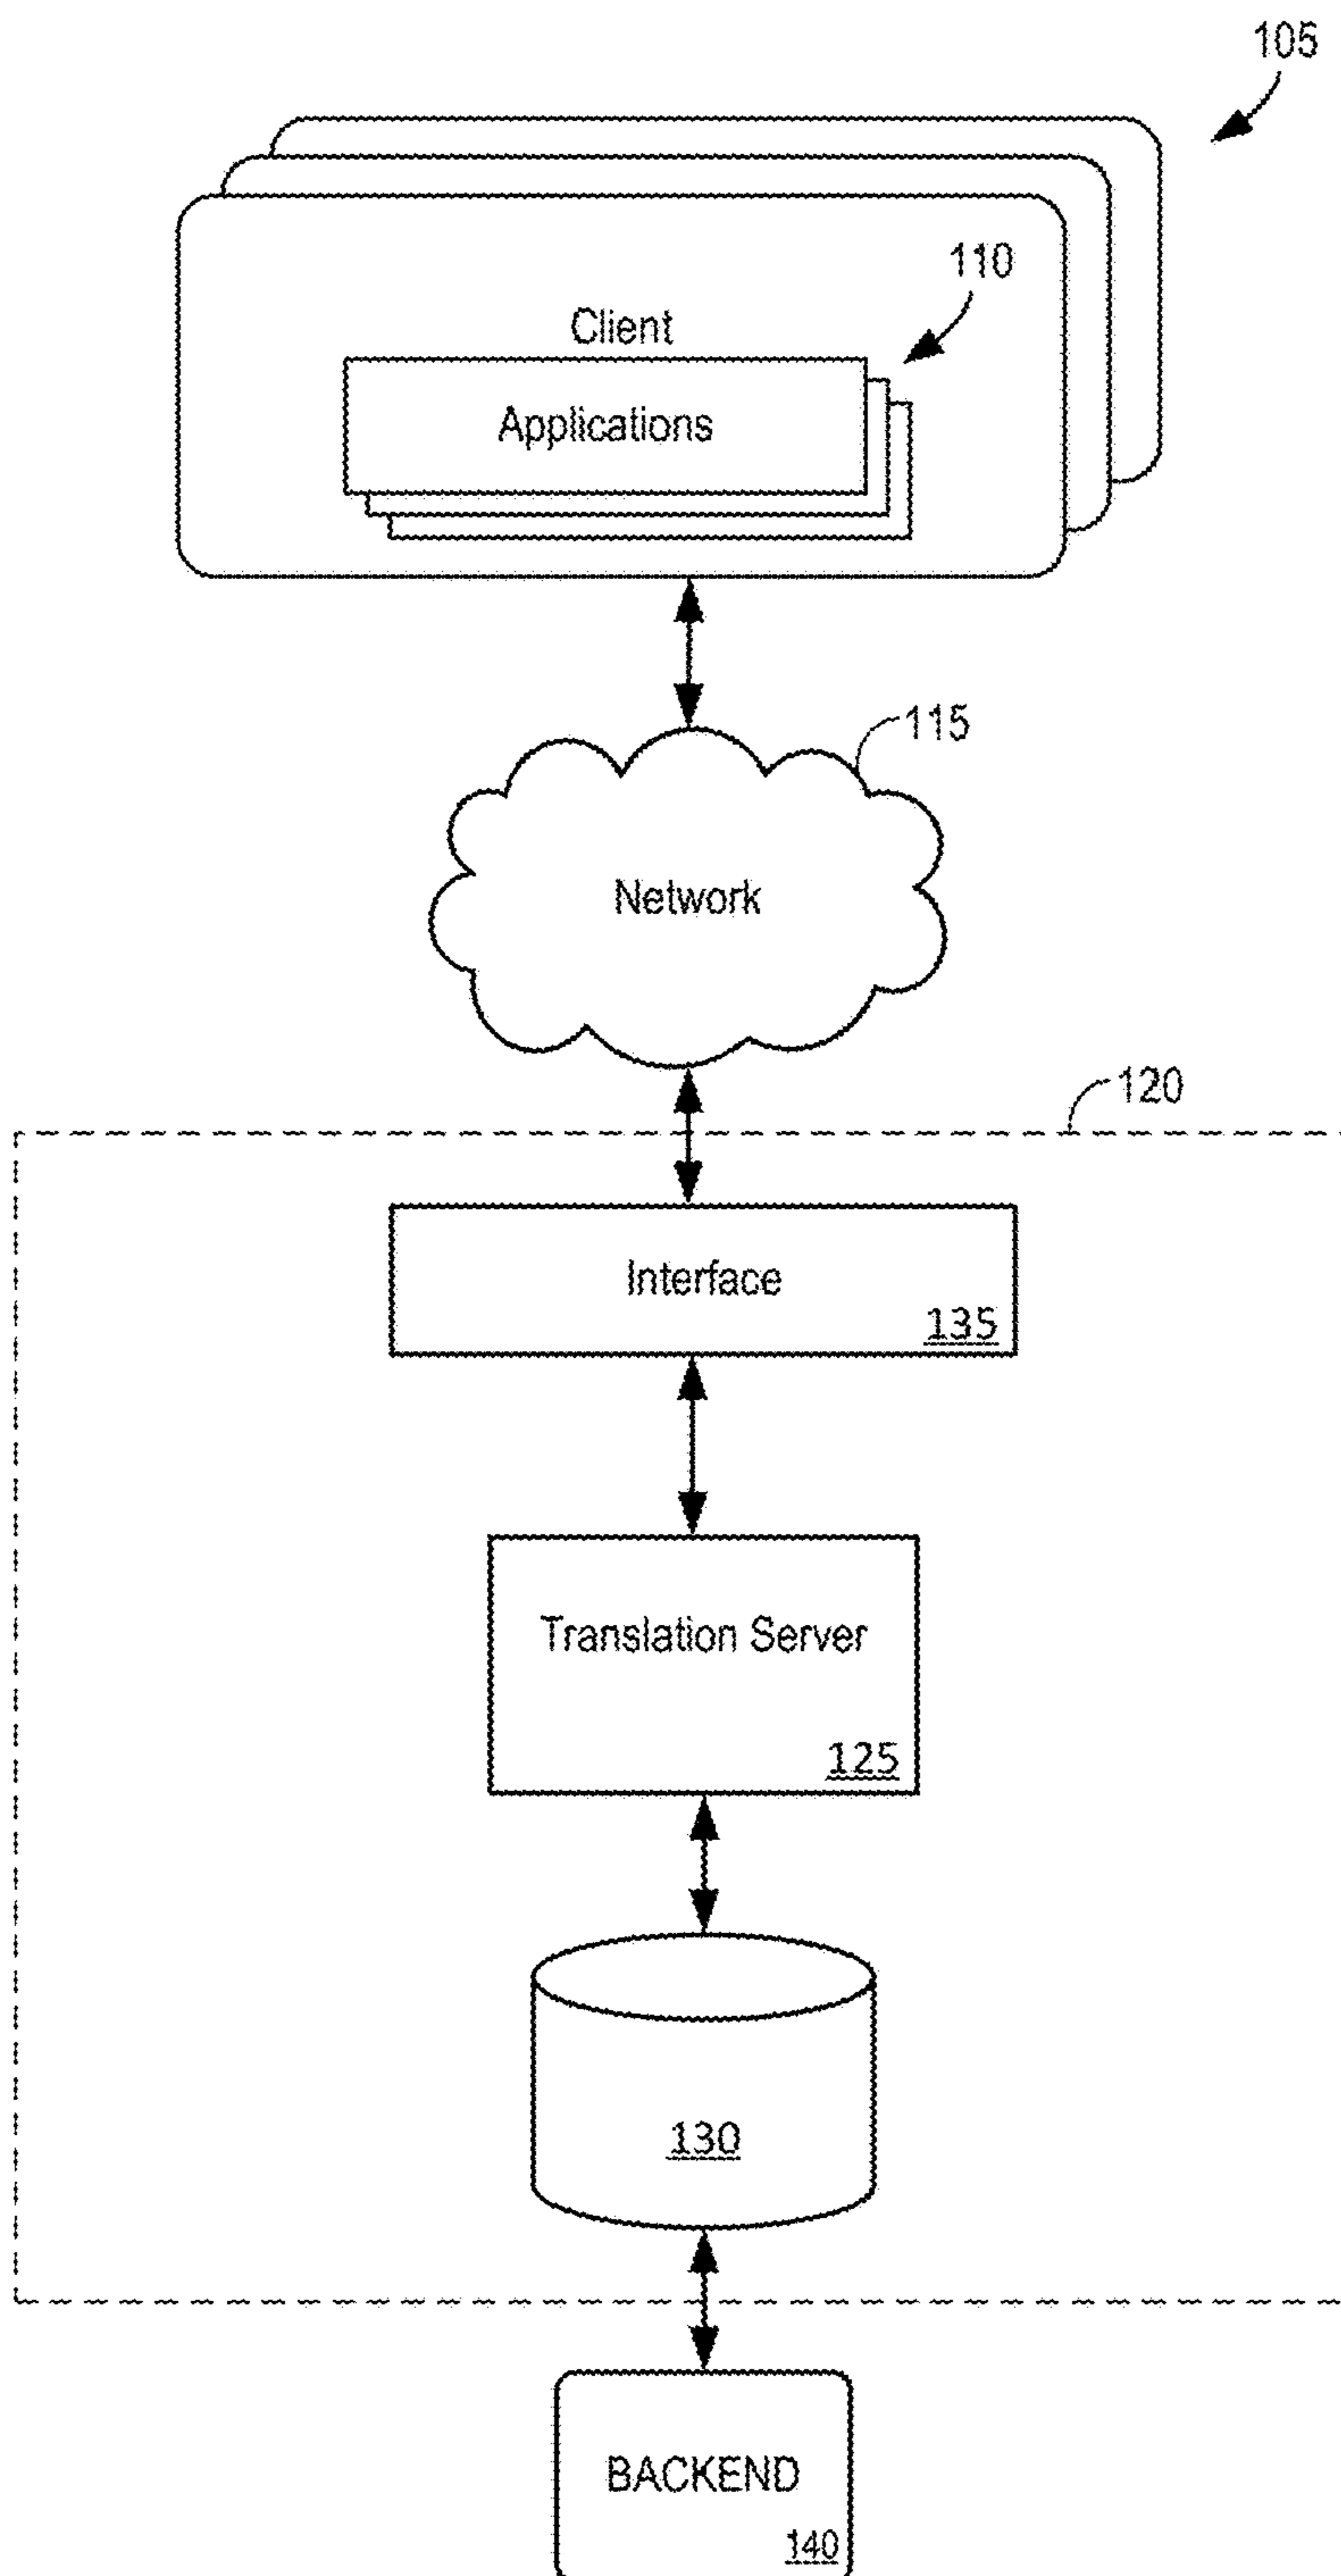 105
110
Client
Applications
115
Network
120
Interface
135
Translation Server
125
130
BACKEND
140